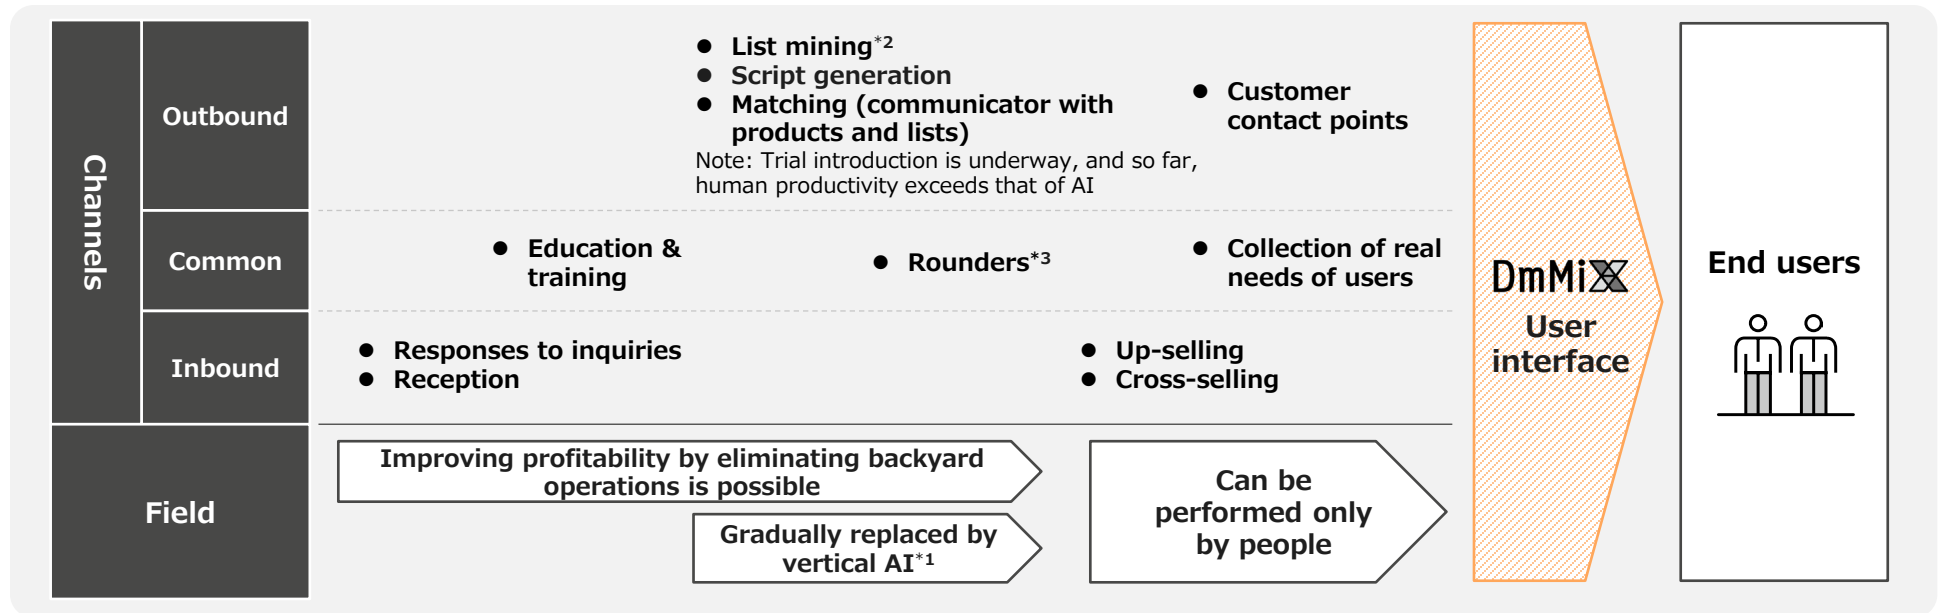 Channels
Outbound
● List mining*2
● Script generation
● Matching (communicator with
products and lists)
Note: Trial introduction is underway, and so far,
human productivity exceeds that of AI
● Customer
contact points
Common
● Education &
training
● Rounders*3
● Collection of real
needs of users
Inbound
● Responses to inquiries
● Reception
● Up-selling
● Cross-selling
Field
Improving profitability by eliminating backyard
operations is possible
Gradually replaced by
vertical AI*1
Can be
performed only
by people
DmMiX
User
interface
End users